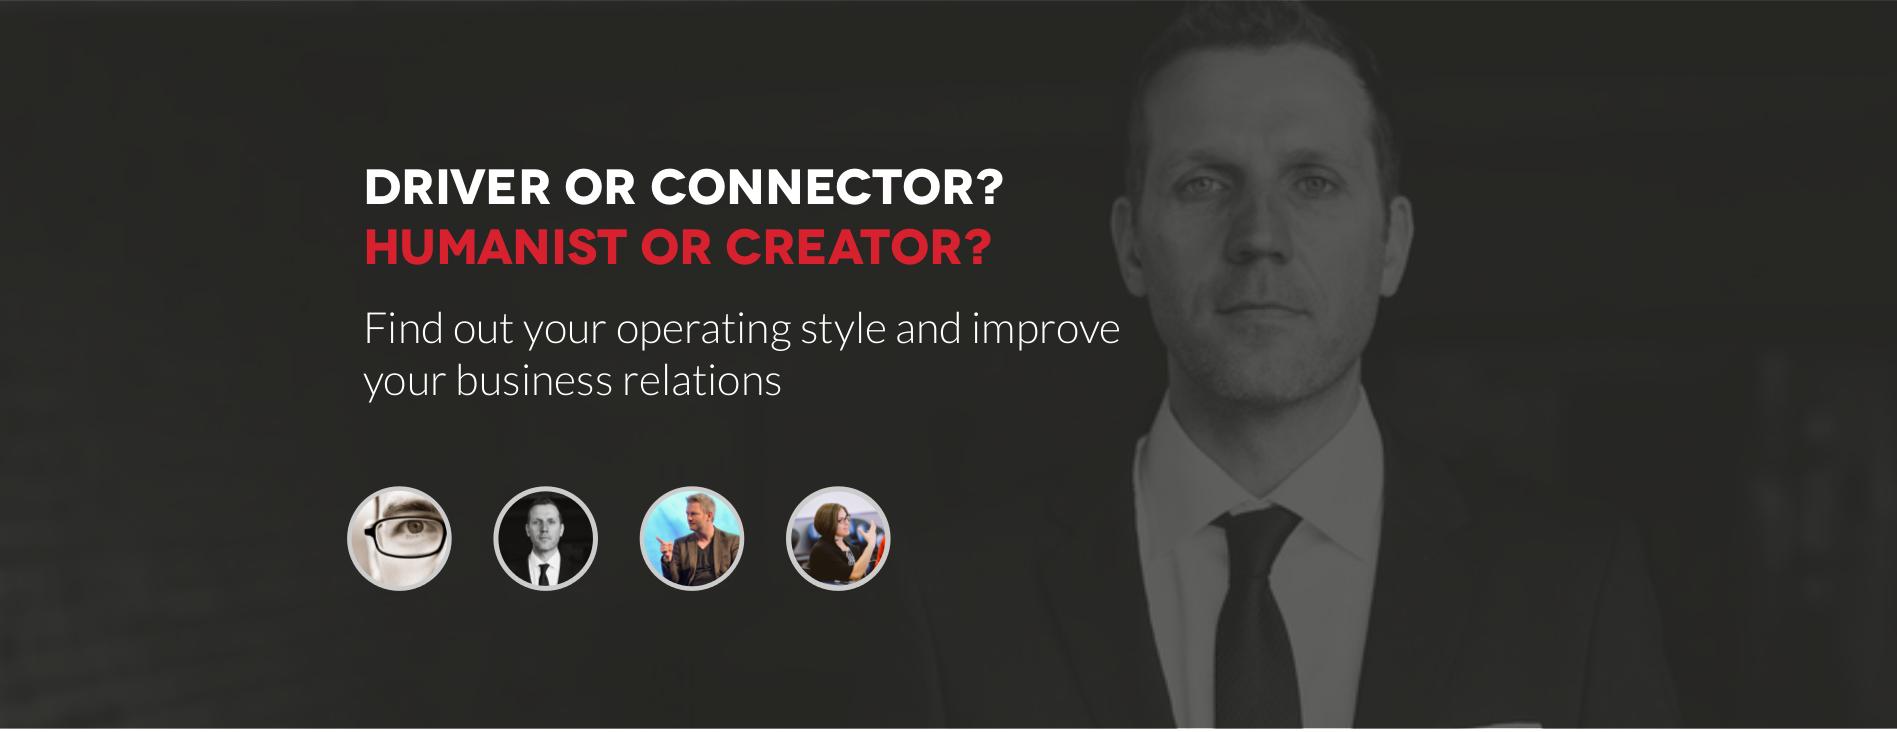 DRIVER OR CONNECTOR?
HUMANIST OR CREATOR?
Find out your operating style and improve
your business relations